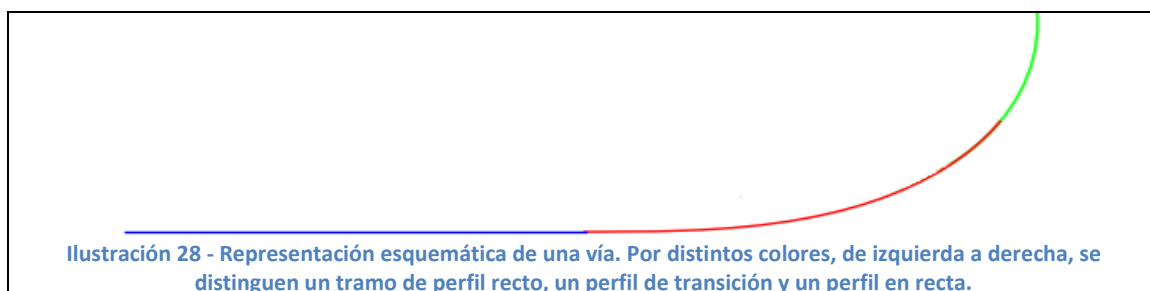 Ilustración 28 - Representación esquemática de una vía. Por distintos colores, de izquierda a derecha, se
distinguen un tramo de perfil recto, un perfil de transición y un perfil en recta.